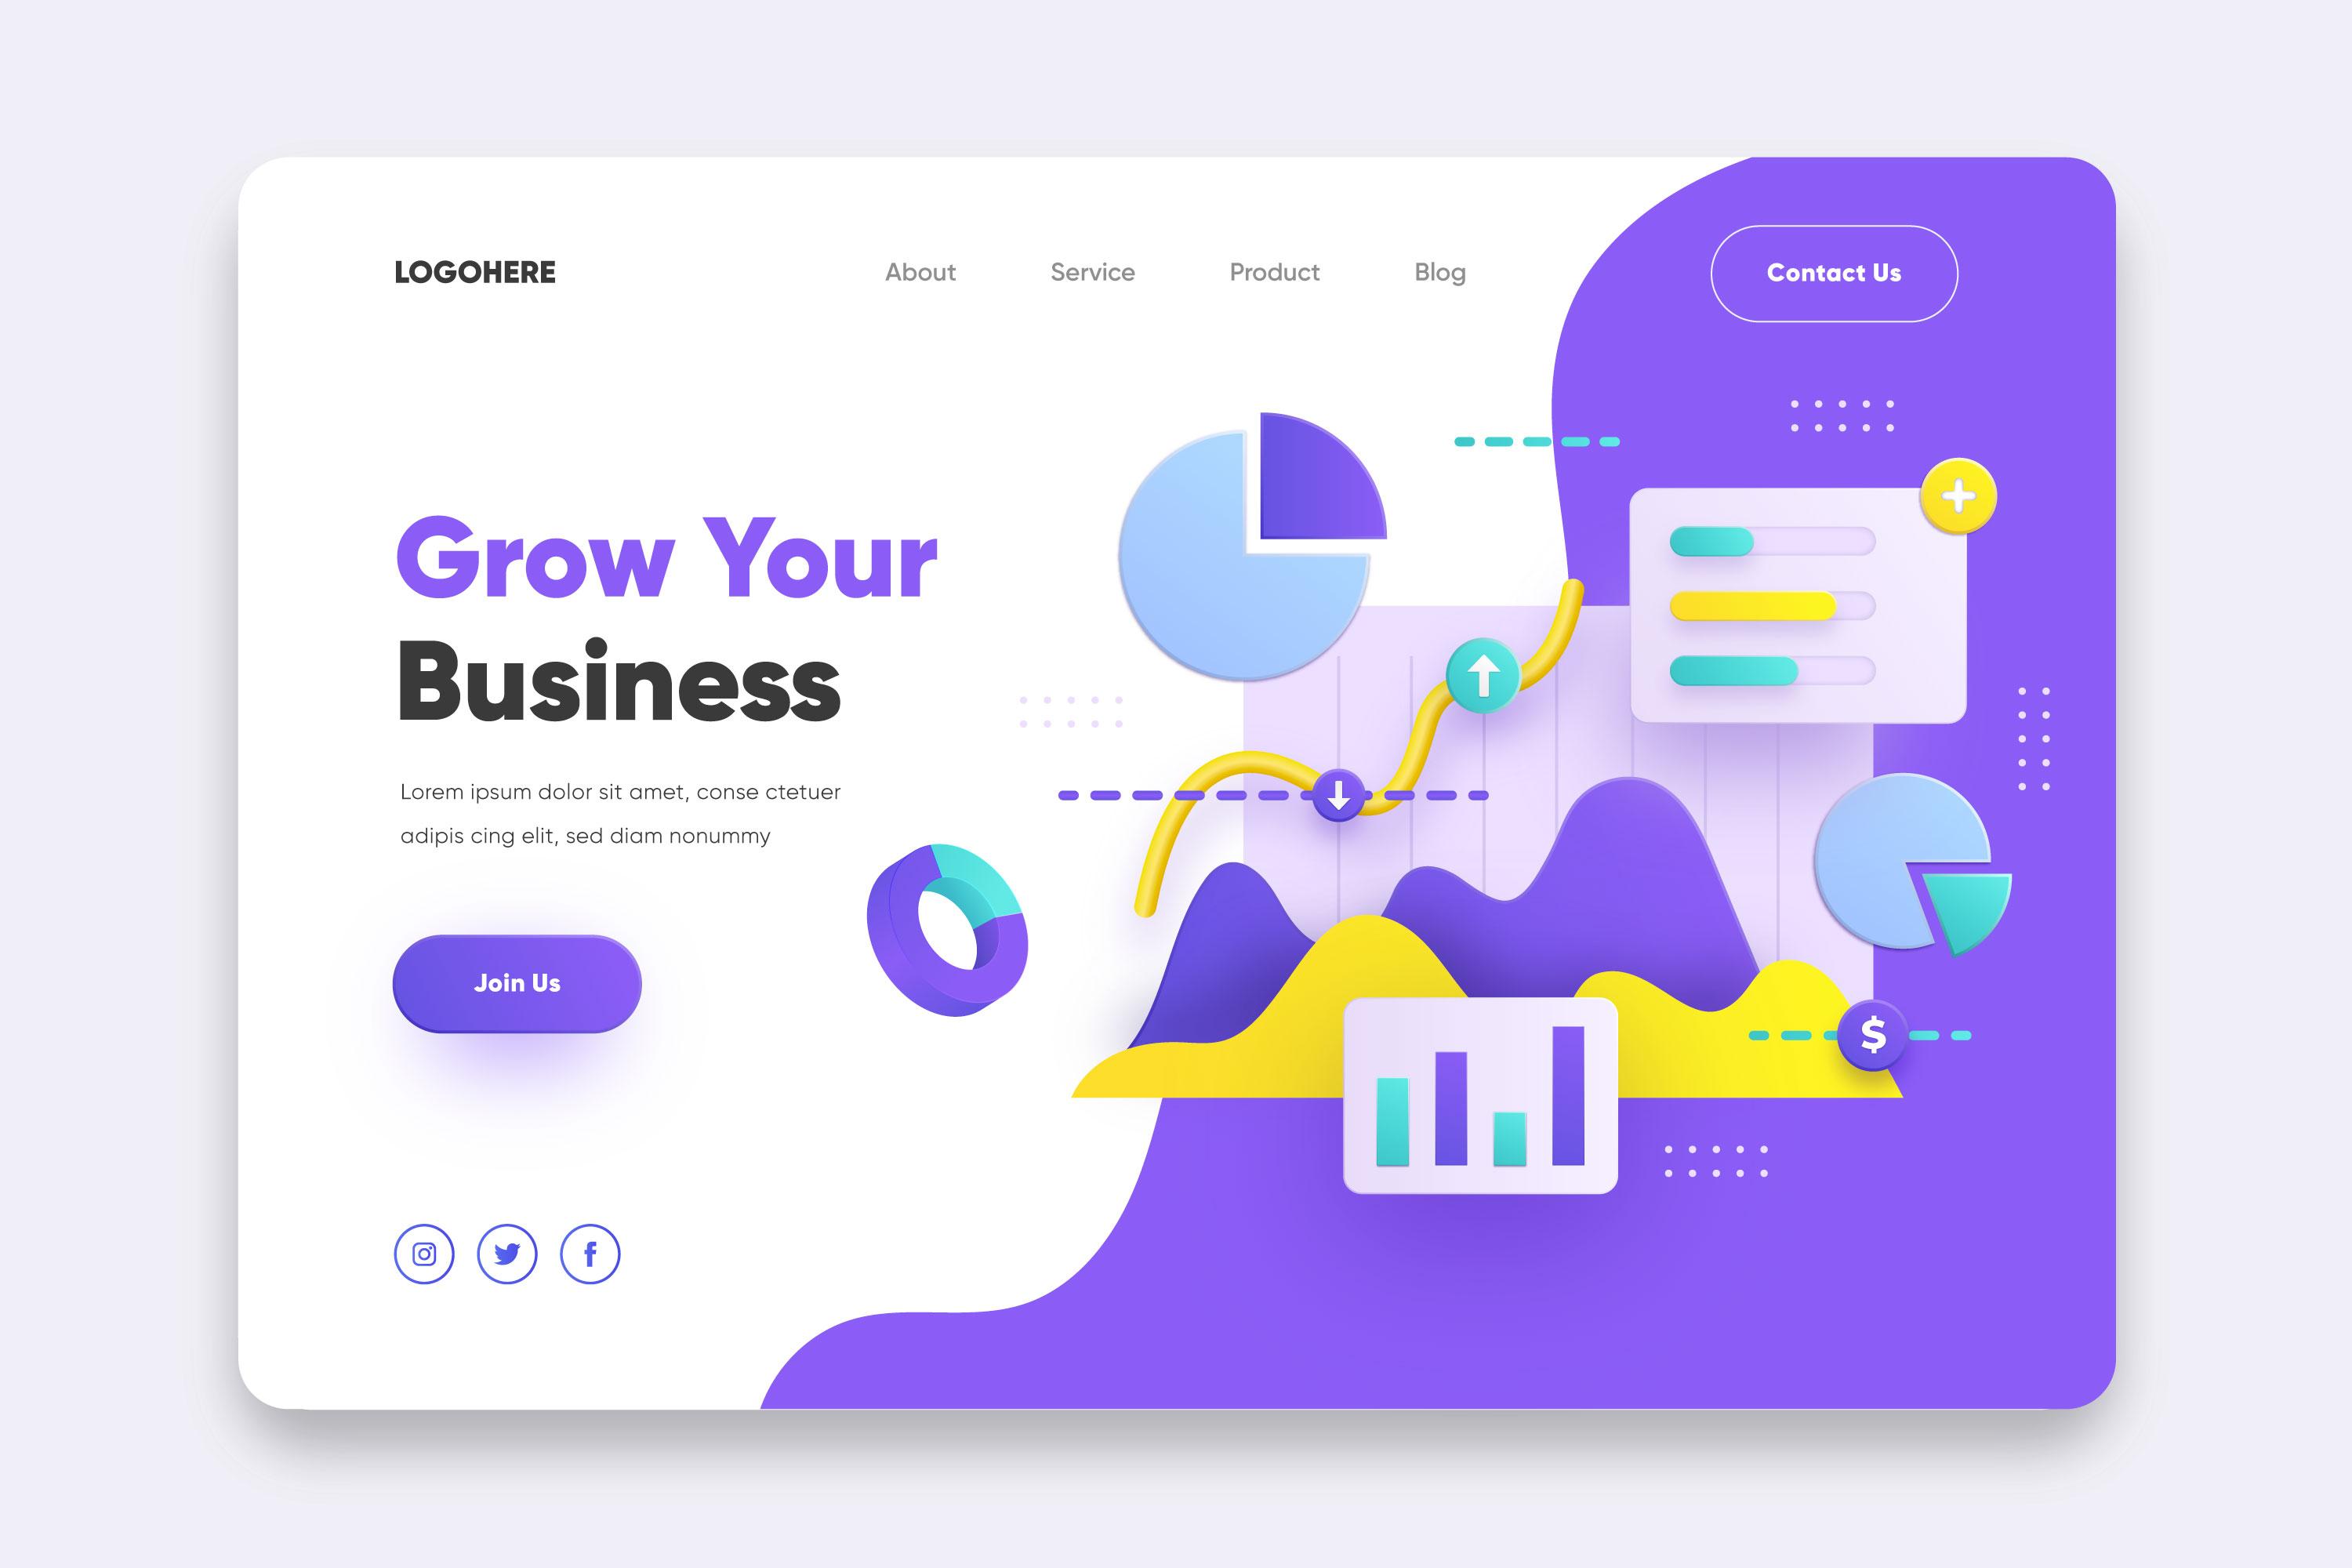 LOGOHERE
About Service Product Blog
Contact Us
Grow Your
Business
Lorem ipsum dolor sit amet, conse ctetuer
adipis cing elit, sed diam nonummy
Join Us
$